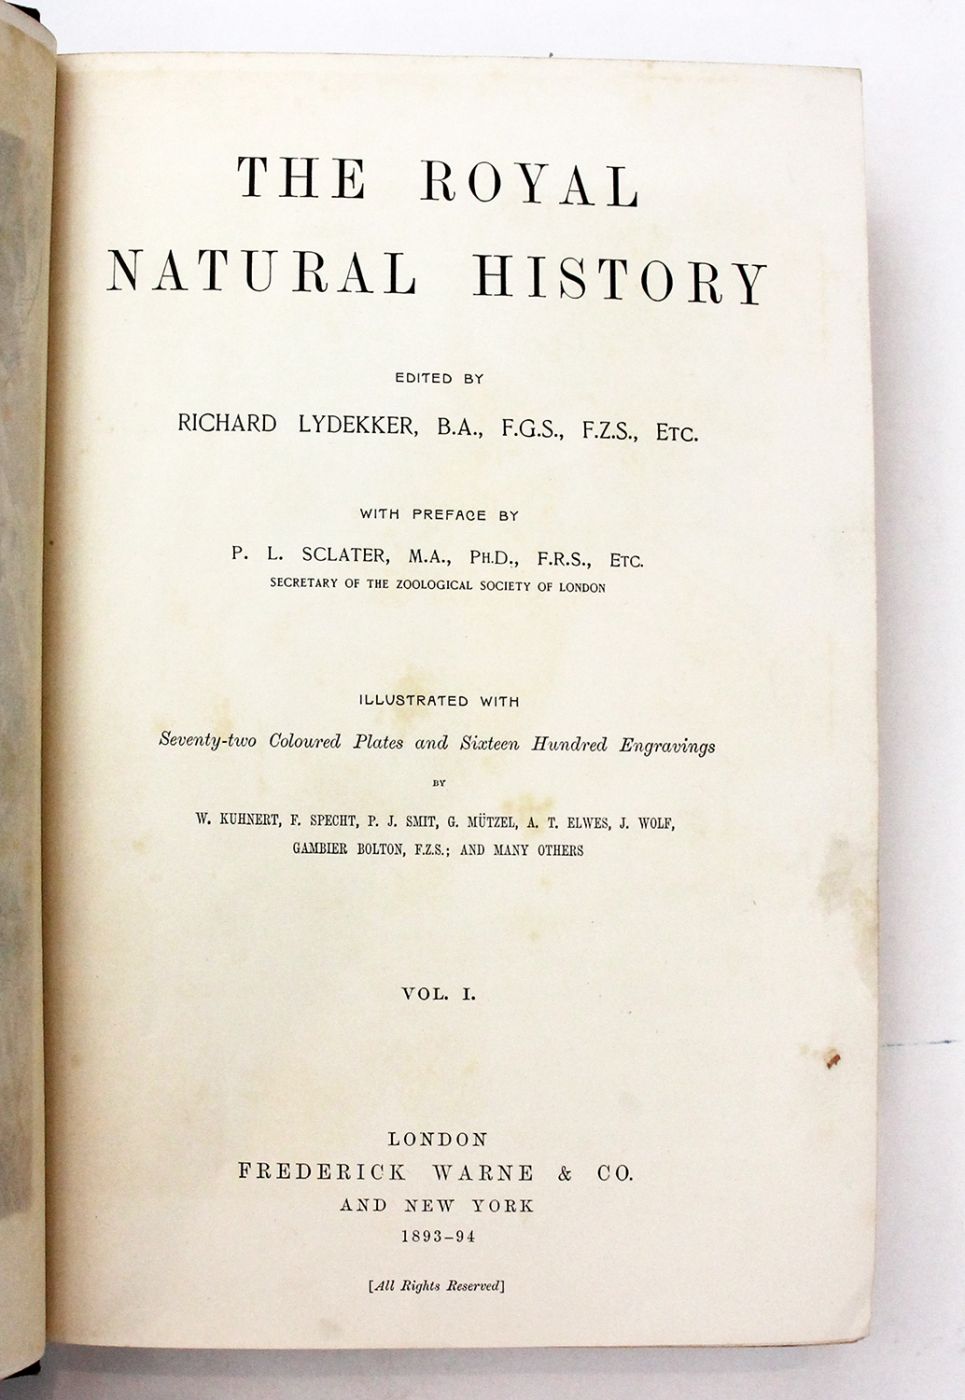 THE ROYAL
NATURAL HISTORY
EDITED BY
RICHARD LYDEKKER, B.A., F.G.S., F.Z.S., ETC.
WITH PREFACE BY
P. L. SCLATER, M.A., PH.D., F.R.S., ETC.
SECRETARY OF THE ZOOLOGICAL SOCIETY OF LONDON
ILLUSTRATED WITH
Seventy-two Coloured Plates and Sixteen Hundred Engravings
BY
W. KUHNERT, F. SPECHT, P. J. SMIT, G. MÜTZEL, A. T. ELWES, J. WOLF,
GAMBIER BOLTON, F.Z.S.; AND MANY OTHERS
VOL. I.
LONDON
FREDERICK WARNE & CO.
AND NEW YORK
1893–94
[All Rights Reserved]